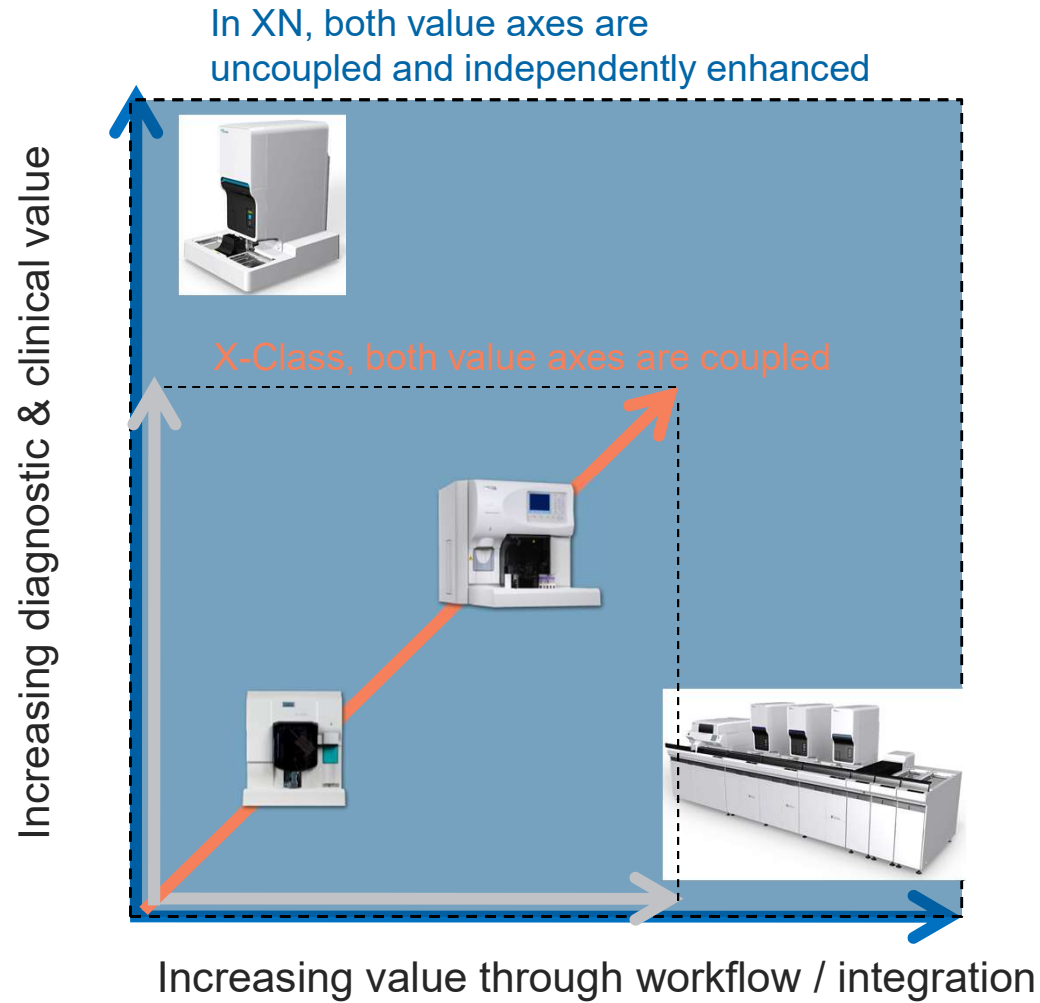 In XN, both value axes are
uncoupled and independently enhanced
Increasing diagnostic & clinical value
X-Class, both value axes are coupled
Increasing value through workflow / integration